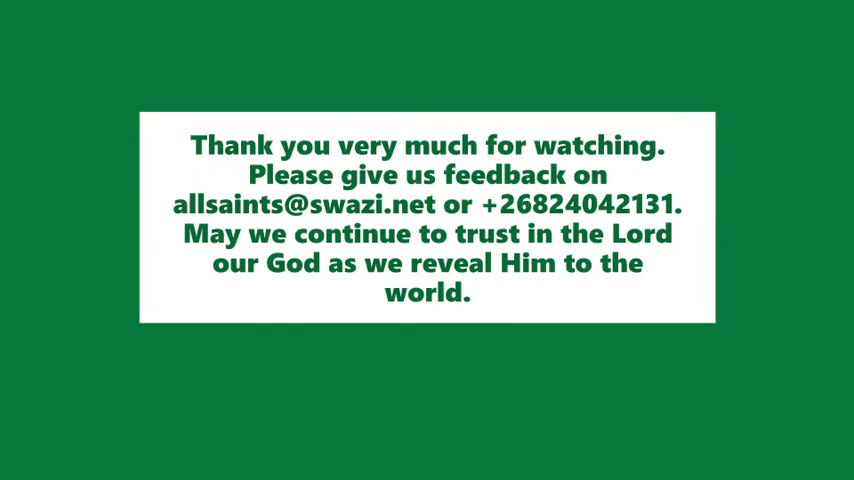 Thank you very much for watching.
Please give us feedback on
allsaints@swazi.net or +26824042131.
May we continue to trust in the Lord
our God as we reveal Him to the
world.